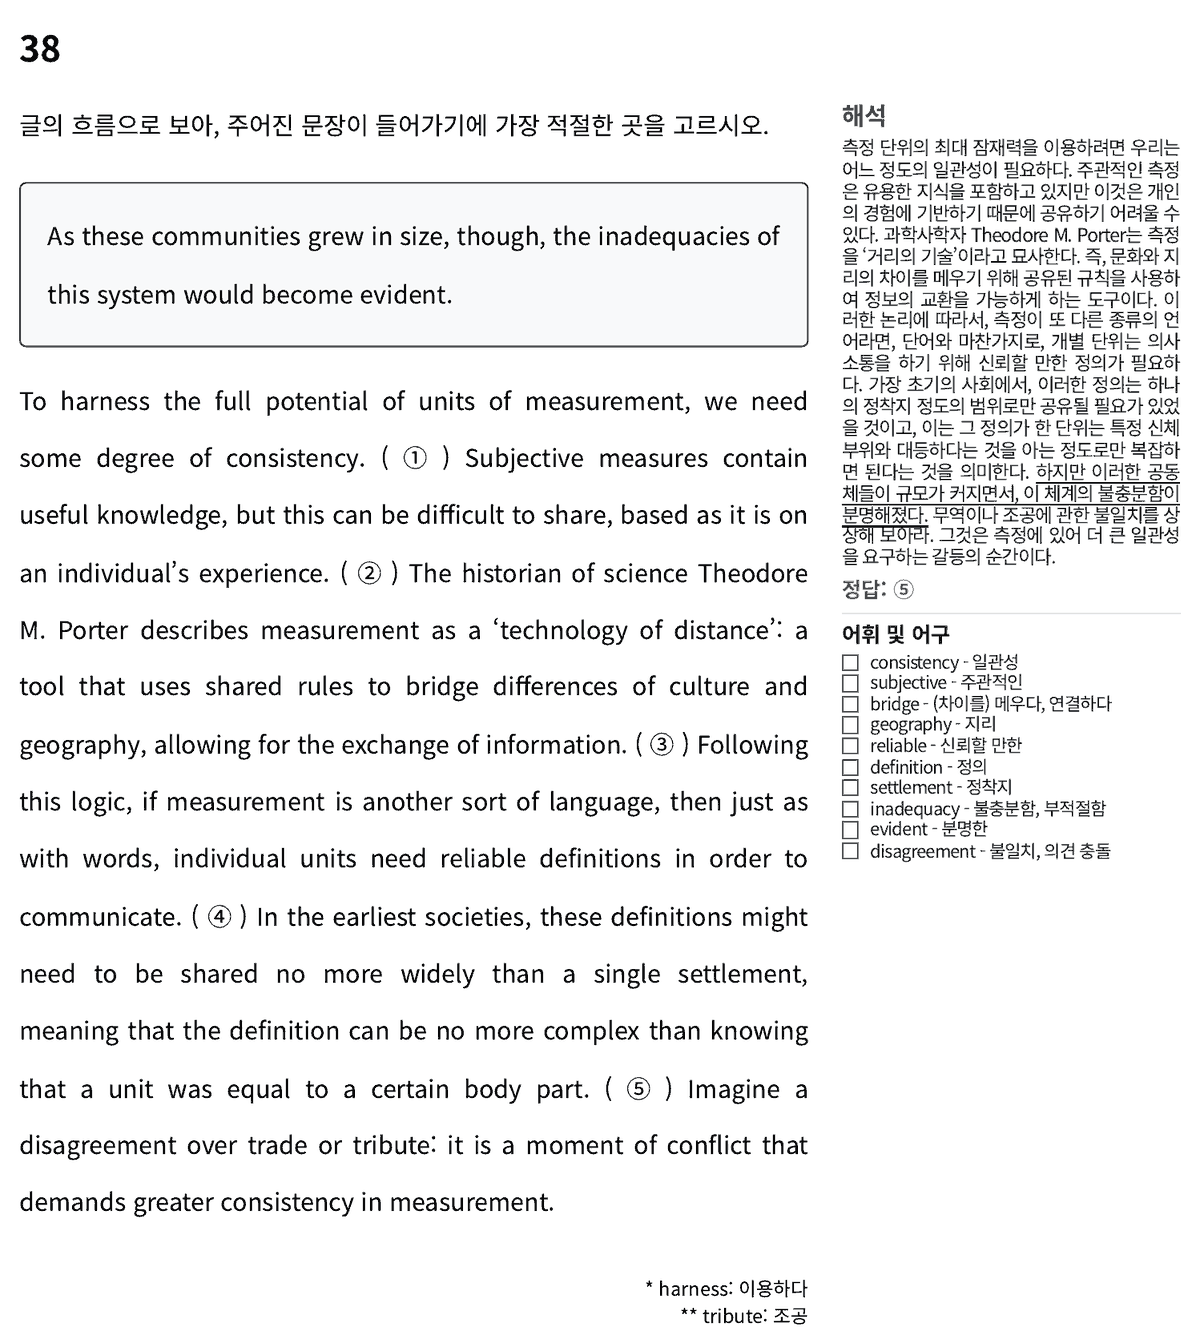 38
글의 흐름으로 보아, 주어진 문장이 들어가기에 가장 적절한 곳을 고르시오.
As these communities grew in size, though, the inadequacies of
this system would become evident.
To harness the full potential of units of measurement, we need
some degree of consistency. ( ① ) Subjective measures contain
useful knowledge, but this can be difficult to share, based as it is on
an individual’s experience. ( ② ) The historian of science Theodore
M. Porter describes measurement as a ‘technology of distance’: a
tool that uses shared rules to bridge differences of culture and
geography, allowing for the exchange of information. ( ③ ) Following
this logic, if measurement is another sort of language, then just as
with words, individual units need reliable definitions in order to
communicate. ( ④ ) In the earliest societies, these definitions might
need to be shared no more widely than a single settlement,
meaning that the definition can be no more complex than knowing
that a unit was equal to a certain body part. ( ⑤ ) Imagine a
disagreement over trade or tribute: it is a moment of conflict that
demands greater consistency in measurement.
* harness: 이용하다
** tribute: 조공
해석
측정 단위의 최대 잠재력을 이용하려면 우리는
어느 정도의 일관성이 필요하다. 주관적인 측정
은 유용한 지식을 포함하고 있지만 이것은 개인
의 경험에 기반하기 때문에 공유하기 어려울 수
있다. 과학사학자 Theodore M. Porter는 측정
을 ‘거리의 기술’이라고 묘사한다. 즉, 문화와 지
리의 차이를 메우기 위해 공유된 규칙을 사용하
여 정보의 교환을 가능하게 하는 도구이다. 이
러한 논리에 따라서, 측정이 또 다른 종류의 언
어라면, 단어와 마찬가지로, 개별 단위는 의사
소통을 하기 위해 신뢰할 만한 정의가 필요하
다. 가장 초기의 사회에서, 이러한 정의는 하나
의 정착지 정도의 범위로만 공유될 필요가 있었
을 것이고, 이는 그 정의가 한 단위는 특정 신체
부위와 대등하다는 것을 아는 정도로만 복잡하
면 된다는 것을 의미한다. 하지만 이러한 공동
체들이 규모가 커지면서, 이 체계의 불충분함이
분명해졌다. 무역이나 조공에 관한 불일치를 상
상해 보아라. 그것은 측정에 있어 더 큰 일관성
을 요구하는 갈등의 순간이다.
정답: ⑤
어휘 및 어구
consistency - 일관성
subjective - 주관적인
bridge - (차이를) 메우다, 연결하다
geography - 지리
reliable - 신뢰할 만한
definition - 정의
settlement - 정착지
inadequacy - 불충분함, 부적절함
evident - 분명한
disagreement - 불일치, 의견 충돌